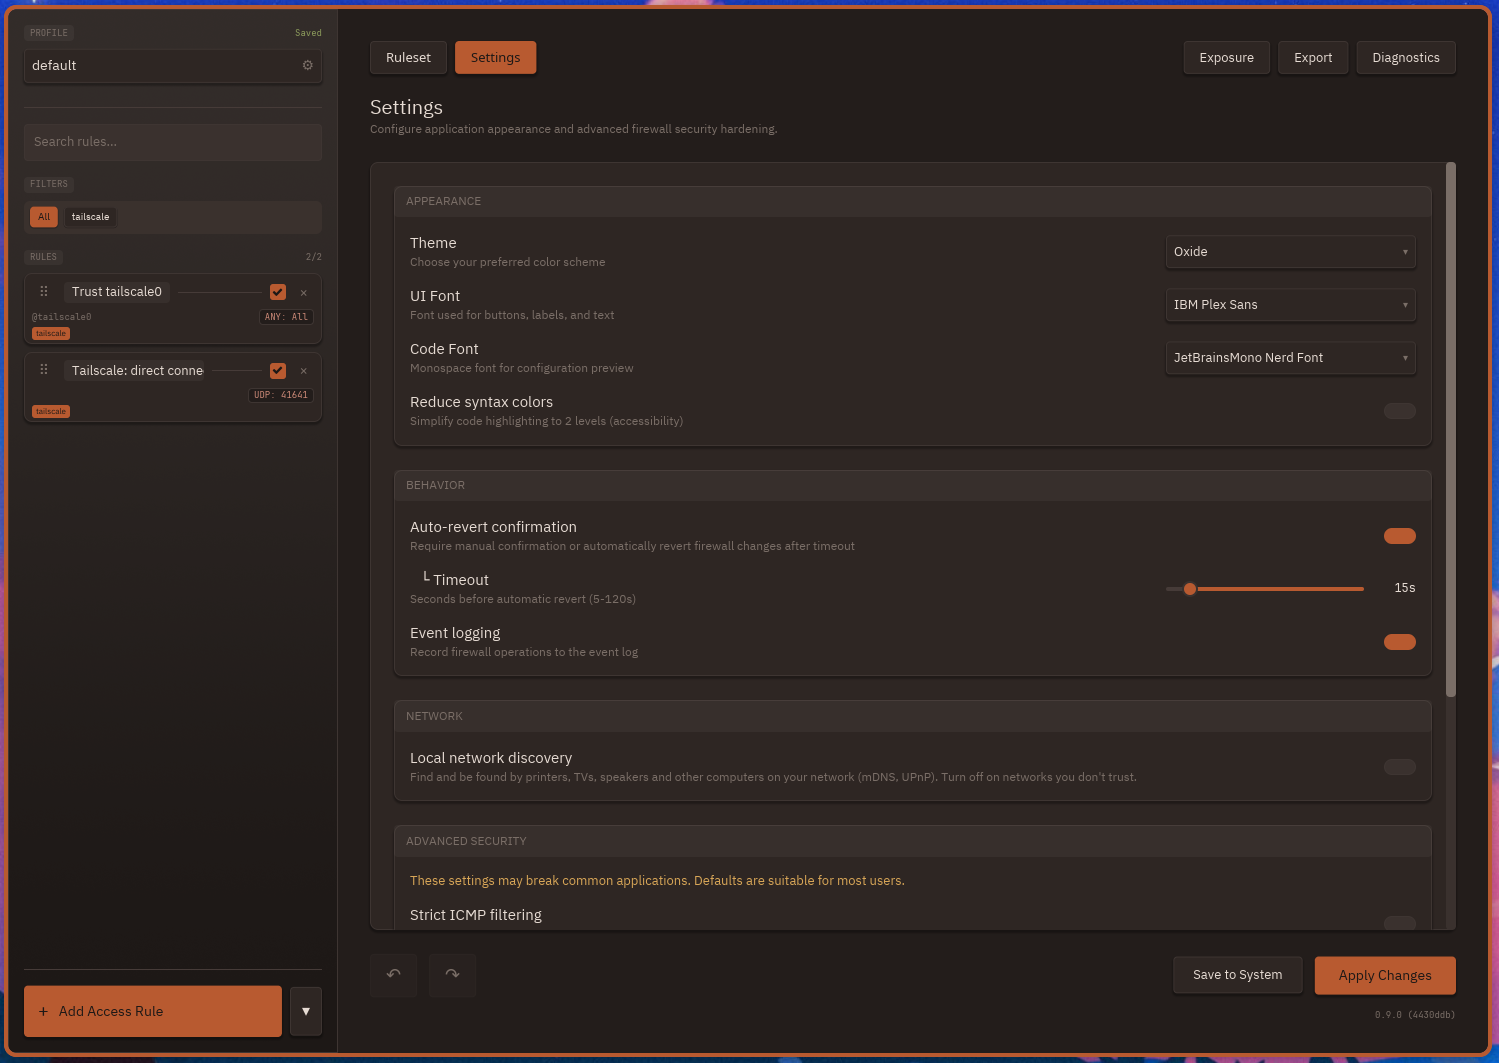 PROFILE
Saved
default
Search rules...
FILTERS
All
tailscale
RULES
2/2
Trust tailscale0
@tailscale0
ANY: All
tailscale
Tailscale: direct conne
UDP: 41641
tailscale
+ Add Access Rule
Ruleset
Settings
Exposure
Export
Diagnostics
Settings
Configure application appearance and advanced firewall security hardening.
APPEARANCE
Theme
Choose your preferred color scheme
Oxide
UI Font
Font used for buttons, labels, and text
IBM Plex Sans
Code Font
Monospace font for configuration preview
JetBrainsMono Nerd Font
Reduce syntax colors
Simplify code highlighting to 2 levels (accessibility)
BEHAVIOR
Auto-revert confirmation
Require manual confirmation or automatically revert firewall changes after timeout
└ Timeout
Seconds before automatic revert (5-120s)
15s
Event logging
Record firewall operations to the event log
NETWORK
Local network discovery
Find and be found by printers, TVs, speakers and other computers on your network (mDNS, UPnP). Turn off on networks you don't trust.
ADVANCED SECURITY
These settings may break common applications. Defaults are suitable for most users.
Strict ICMP filtering
Save to System
Apply Changes
0.9.0 (4430ddb)